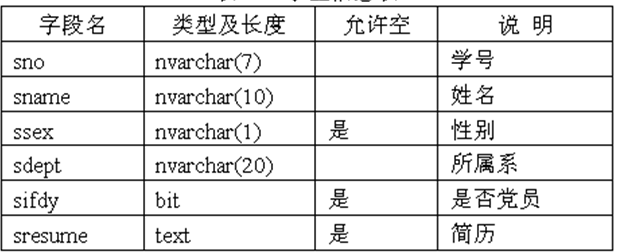 字段名 类型及长度 允许空 说 明
sno nvarchar(7) 学号
sname nvarchar(10) 姓名
ssex nvarchar(1) 是 性别
sdept nvarchar(20) 所属系
sifdy bit 是 是否党员
sresume text 是 简历